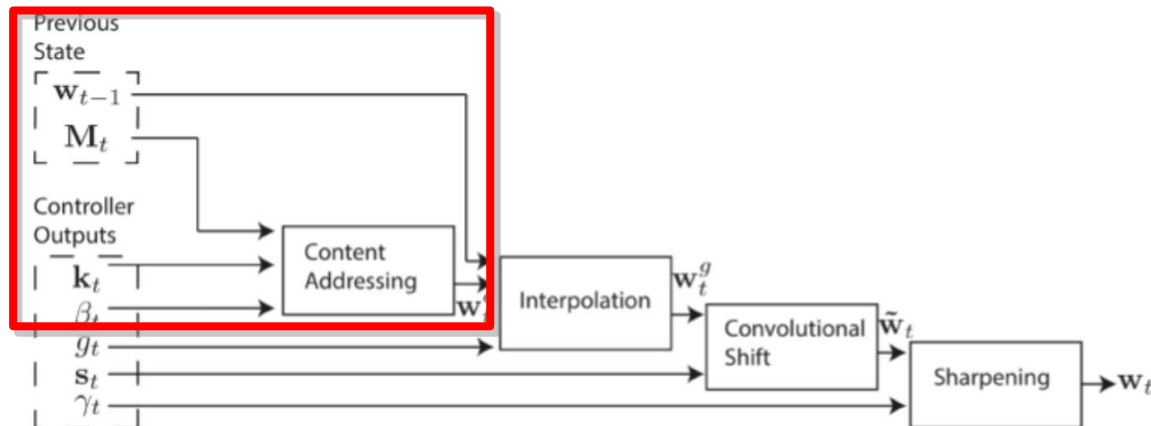 Previous
State
w_{t−1}
M_t
Controller
Outputs
k_t
β_t
g_t
s_t
γ_t
Content
Addressing
Interpolation
w_t^g
Convolutional
Shift
w̃_t
Sharpening
w_t